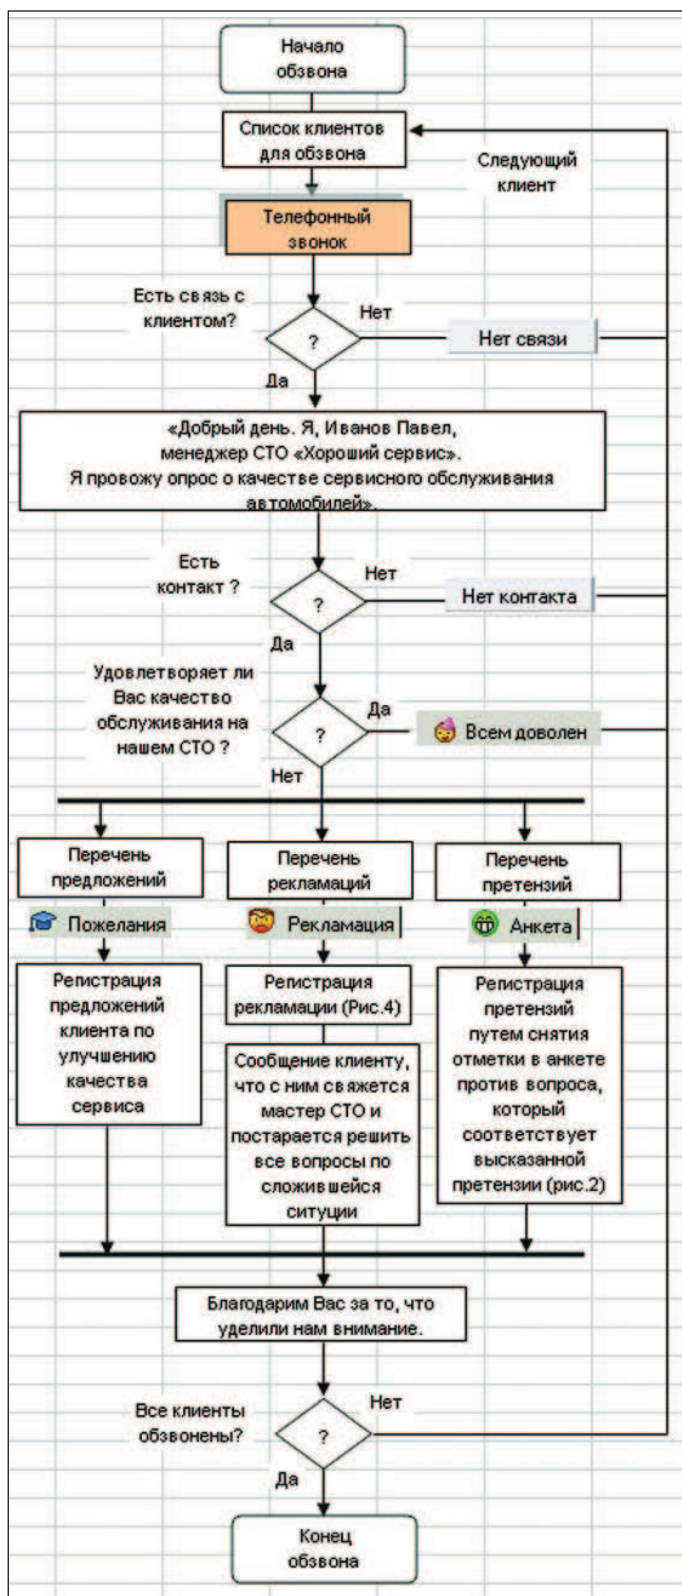 Начало
обзвона
Список клиентов
для обзвона
Следующий
клиент
Телефонный
звонок
Есть связь с
клиентом?
Нет
?
Нет связи
Да
«Добрый день. Я, Иванов Павел,
менеджер СТО «Хороший сервис».
Я провожу опрос о качестве сервисного обслуживания
автомобилей».
Есть
контакт ?
Нет
?
Нет контакта
Да
Удовлетворяет ли
Вас качество
обслуживания на
нашем СТО ?
Да
?
Всем доволен
Нет
Перечень
предложений
Перечень
рекламаций
Перечень
претензий
Пожелания
Рекламация
Анкета
Регистрация
предложений
клиента по
улучшению
качества
сервиса
Регистрация
рекламации (Рис.4)
Сообщение клиенту,
что с ним свяжется
мастер СТО и
постарается решить
все вопросы по
сложившейся
ситуции
Регистрация
претензий
путем снятия
отметки в анкете
против вопроса,
который
соответствует
высказанной
претензии (рис.2)
Благодарим Вас за то, что
уделили нам внимание.
Все клиенты
обзвонены?
Нет
?
Да
Конец
обзвона